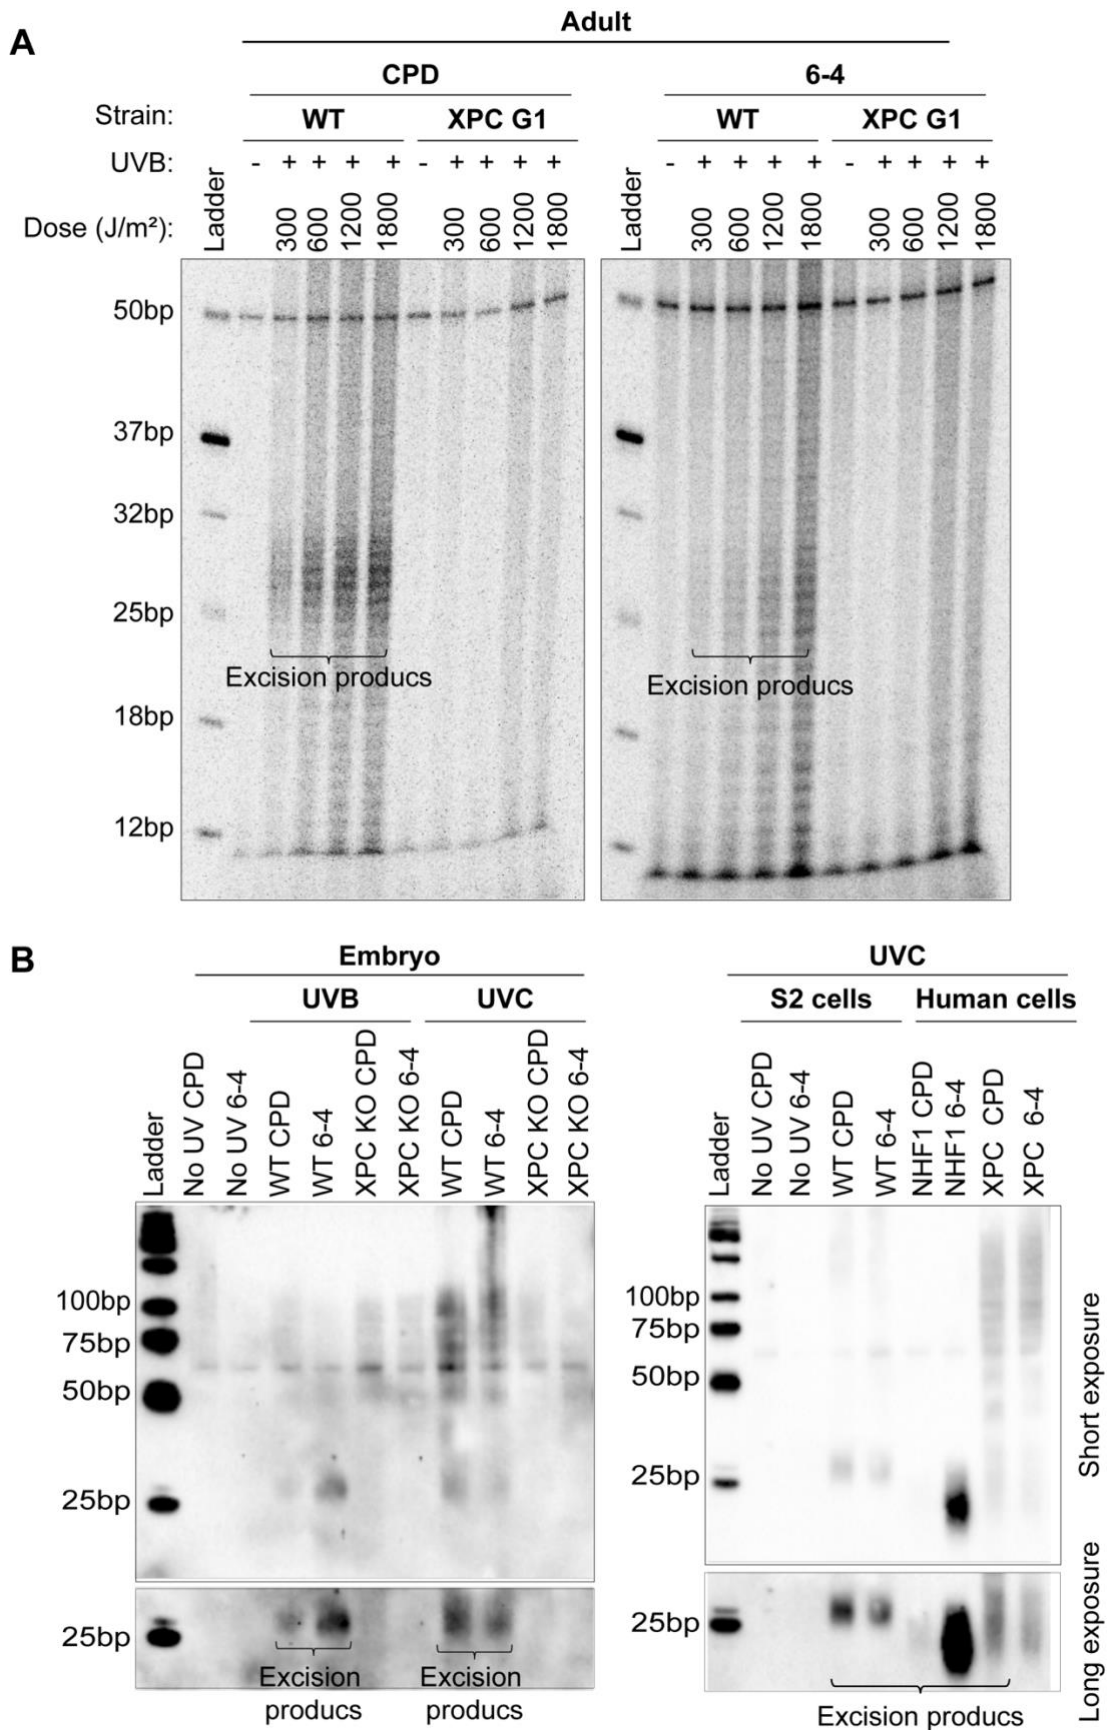 A
Adult
CPD 6-4
Strain: WT XPC G1 WT XPC G1
UVB: - + + + + - + + + + - + + + + - + + + +
Dose (J/m²): Ladder 300 600 1200 1800 300 600 1200 1800 Ladder 300 600 1200 1800 300 600 1200 1800
50bp
37bp
32bp
25bp
Excision producs Excision producs
18bp
12bp
B
Embryo UVC
UVB UVC S2 cells Human cells
Ladder No UV CPD No UV 6-4 WT CPD WT 6-4 XPC KO CPD XPC KO 6-4 WT CPD WT 6-4 XPC KO CPD XPC KO 6-4 Ladder No UV CPD No UV 6-4 WT CPD WT 6-4 NHF1 CPD NHF1 6-4 XPC CPD XPC 6-4
100bp 100bp
75bp 75bp
50bp 50bp
25bp 25bp
Short exposure
25bp 25bp
Long exposure
Excision Excision
producs producs
Excision producs